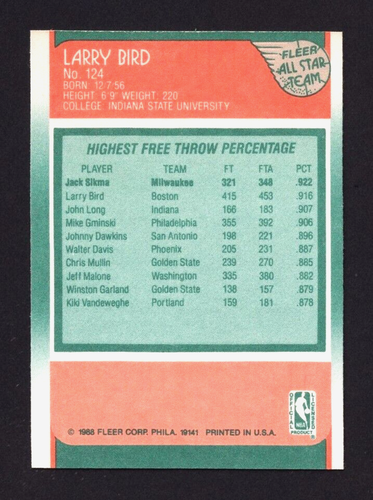 LARRY BIRD
No. 124
BORN: 12-7-56
HEIGHT: 6'9" WEIGHT: 220
COLLEGE: INDIANA STATE UNIVERSITY
FLEER
ALL STAR
TEAM
HIGHEST FREE THROW PERCENTAGE
PLAYER TEAM FT FTA PCT
Jack Sikma Milwaukee 321 348 .922
Larry Bird Boston 415 453 .916
John Long Indiana 166 183 .907
Mike Gminski Philadelphia 355 392 .906
Johnny Dawkins San Antonio 198 221 .896
Walter Davis Phoenix 205 231 .887
Chris Mullin Golden State 239 270 .885
Jeff Malone Washington 335 380 .882
Winston Garland Golden State 138 157 .879
Kiki Vandeweghe Portland 159 181 .878
© 1988 FLEER CORP. PHILA. 19141 PRINTED IN U.S.A.
OFFICIAL LICENSED
NBA
PRODUCT